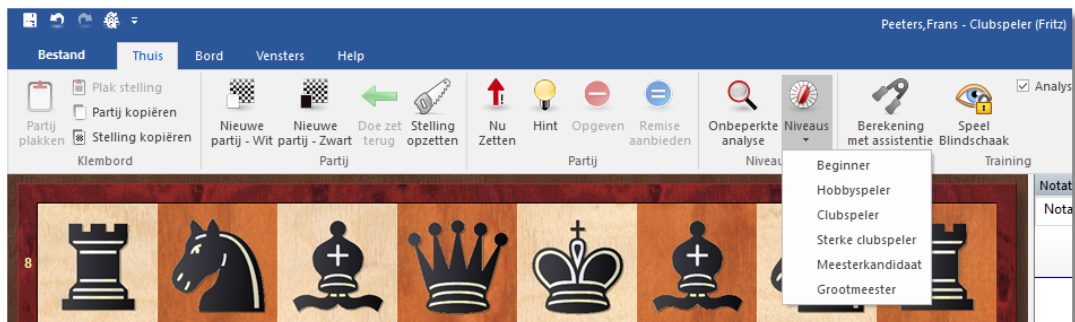 Peeters,Frans - Clubspeler (Fritz)
Bestand Thuis Bord Vensters Help
Partij plakken
Plak stelling
Partij kopiëren
Stelling kopiëren
Klembord
Nieuwe partij - Wit
Nieuwe partij - Zwart
Doe zet terug
Stelling opzetten
Partij
Nu Zetten
Hint
Opgeven
Remise aanbieden
Partij
Onbeperkte analyse
Niveaus
Niveau
Berekening met assistentie
Speel Blindschaak
Analys
Training
Beginner
Hobbyspeler
Clubspeler
Sterke clubspeler
Meesterkandidaat
Grootmeester
Notat
Nota
8